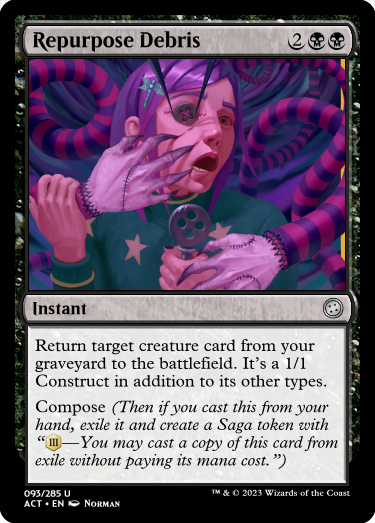 Repurpose Debris 2
Instant
Return target creature card from your
graveyard to the battlefield. It's a 1/1
Construct in addition to its other types.
Compose (Then if you cast this from your
hand, exile it and create a Saga token with
“III—You may cast a copy of this card from
exile without paying its mana cost.”)
093/285 U
ACT • EN NORMAN
™ & © 2023 Wizards of the Coast